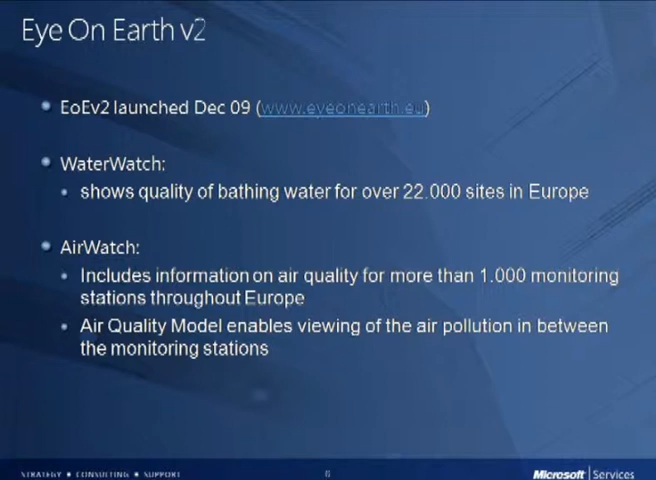 Eye On Earth v2
EoEv2 launched Dec 09 (www.eyeonearth.eu)
WaterWatch:
shows quality of bathing water for over 22.000 sites in Europe
AirWatch:
Includes information on air quality for more than 1.000 monitoring
stations throughout Europe
Air Quality Model enables viewing of the air pollution in between
the monitoring stations
STRATEGY • CONSULTING • SUPPORT
6
Microsoft | Services